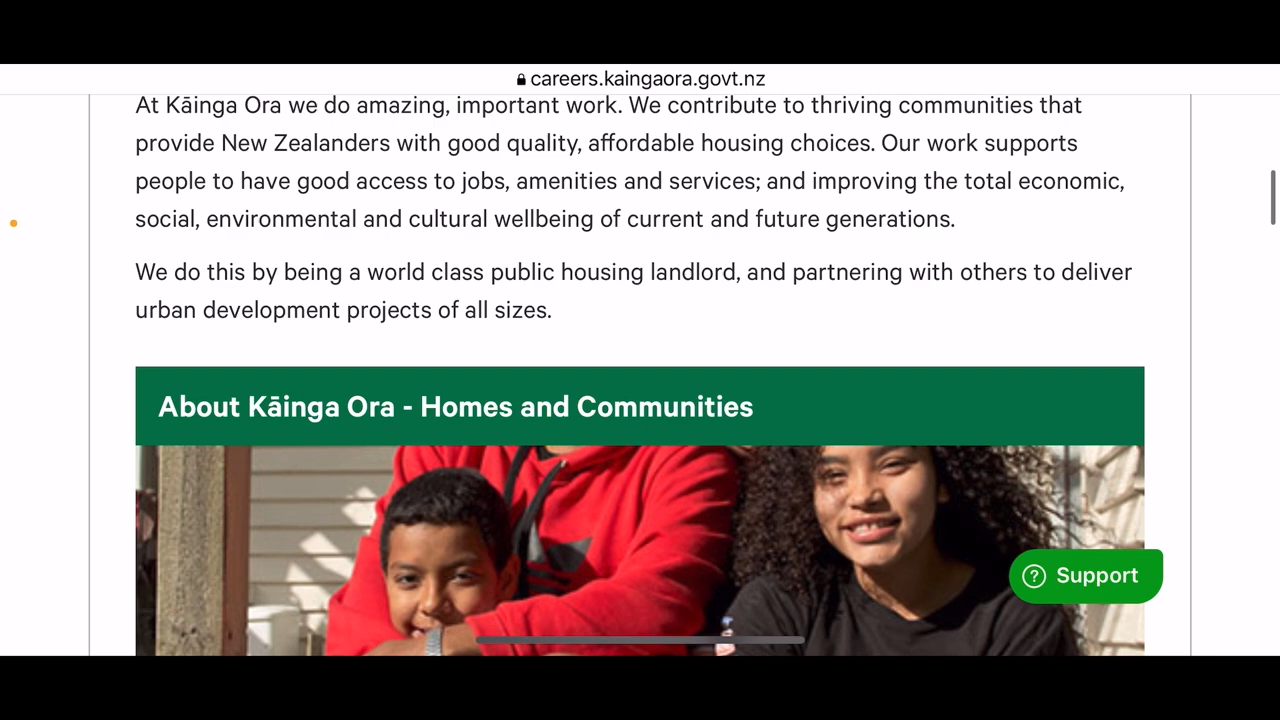 careers.kaingaora.govt.nz
At Kāinga Ora we do amazing, important work. We contribute to thriving communities that
provide New Zealanders with good quality, affordable housing choices. Our work supports
people to have good access to jobs, amenities and services; and improving the total economic,
social, environmental and cultural wellbeing of current and future generations.
We do this by being a world class public housing landlord, and partnering with others to deliver
urban development projects of all sizes.
About Kāinga Ora - Homes and Communities
? Support